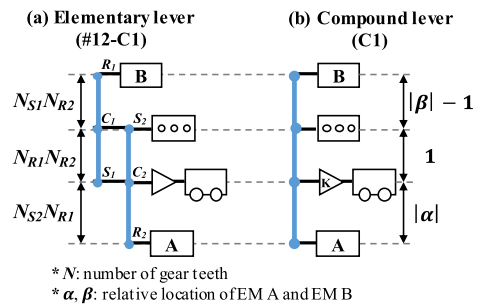 (a) Elementary lever (b) Compound lever
(#12-C1) (C1)
R1 B B
NS1NR2 |β| − 1
C1 S2
NR1NR2 1
S1 C2 K
NS2NR1 |α|
R2 A A
* N: number of gear teeth
* α, β: relative location of EM A and EM B